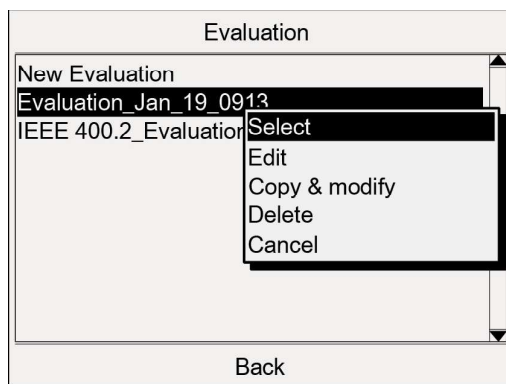 Evaluation
New Evaluation
Evaluation_Jan_19_0913
IEEE 400.2_Evaluation
Select
Edit
Copy & modify
Delete
Cancel
Back